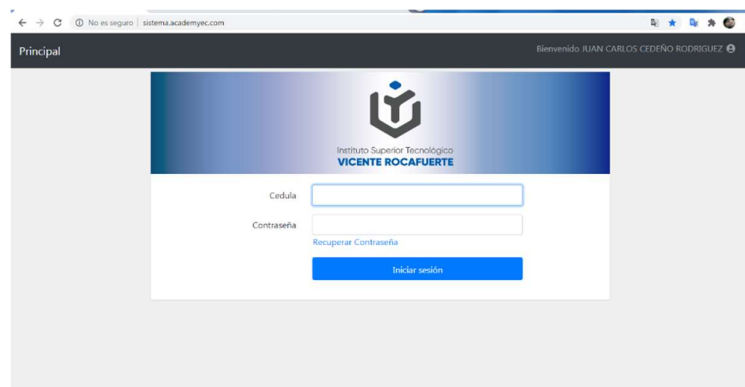 No es seguro | sistema.academyec.com
Principal
Bienvenido JUAN CARLOS CEDEÑO RODRIGUEZ
Instituto Superior Tecnológico
VICENTE ROCAFUERTE
Cedula
Contraseña
Recuperar Contraseña
Iniciar sesión